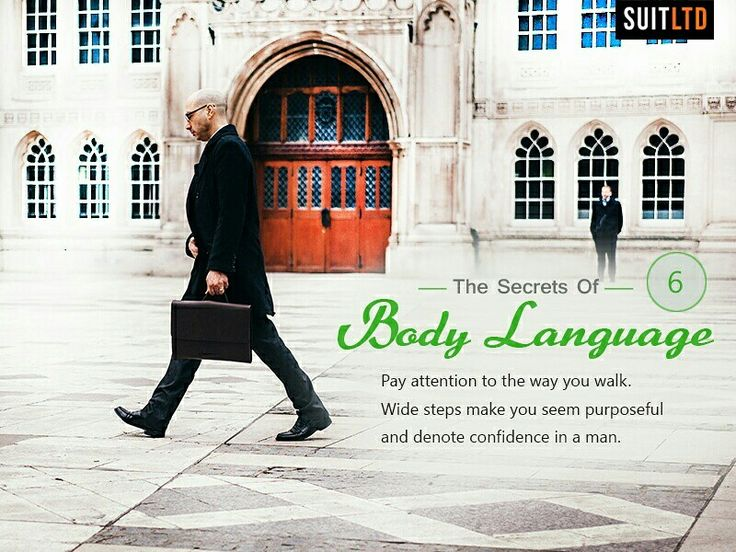 SUITLTD
The Secrets Of 6
Body Language
Pay attention to the way you walk.
Wide steps make you seem purposeful
and denote confidence in a man.